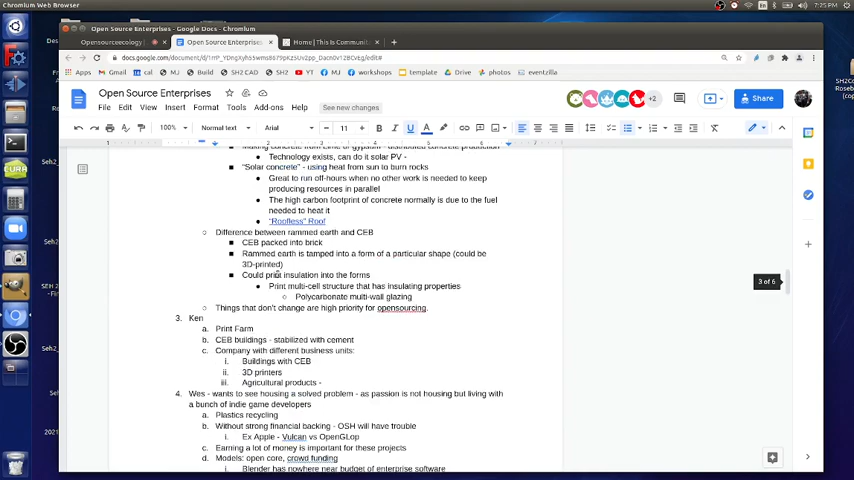 Chromium Web Browser
7:25 PM
Open Source Enterprises - Google Docs - Chromium
Opensourceecology
Open Source Enterprises
Home | This Is Communit
Apps
Gmail
cal
MJ
Build
SH2 CAD
SH2
YT
MJ
workshops
template
Drive
photos
eventzilla
Open Source Enterprises
File Edit View Insert Format Tools Add-ons Help
See new changes
+2
Share
100%
Normal text
Arial
11
Technology exists, can do it solar PV -
"Solar concrete" - using heat from sun to burn rocks
Great to run off-hours when no other work is needed to keep
producing resources in parallel
The high carbon footprint of concrete normally is due to the fuel
needed to heat it
"Roofless" Roof
Difference between rammed earth and CEB
CEB packed into brick
Rammed earth is tamped into a form of a particular shape (could be
3D-printed)
Could print insulation into the forms
Print multi-cell structure that has insulating properties
Polycarbonate multi-wall glazing
Things that don't change are high priority for opensourcing.
3. Ken
a. Print Farm
b. CEB buildings - stabilized with cement
c. Company with different business units:
i. Buildings with CEB
ii. 3D printers
iii. Agricultural products -
4. Wes - wants to see housing a solved problem - as passion is not housing but living with
a bunch of indie game developers
a. Plastics recycling
b. Without strong financial backing - OSH will have trouble
i. Ex Apple - Vulcan vs OpenGLop
c. Earning a lot of money is important for these projects
d. Models: open core, crowd funding
i. Blender has nowhere near budget of enterprise software
3 of 6
CURA